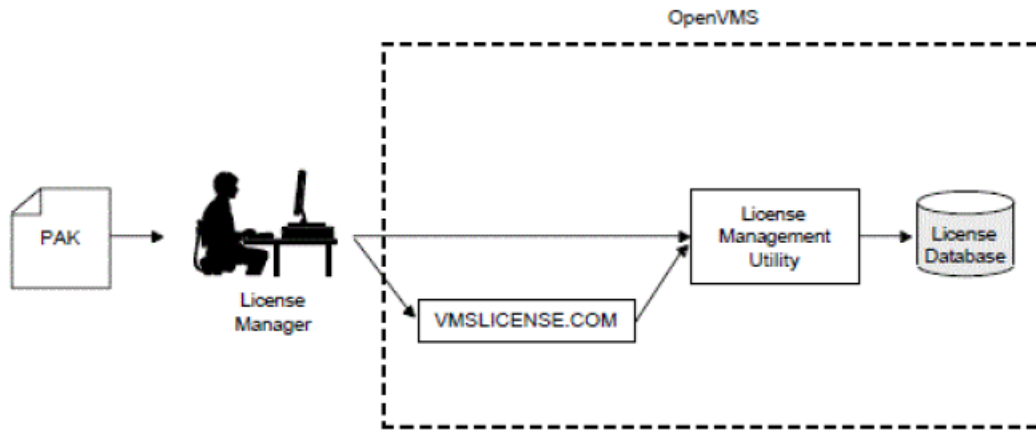 OpenVMS
PAK
License
Manager
VMSLICENSE.COM
License
Management
Utility
License
Database